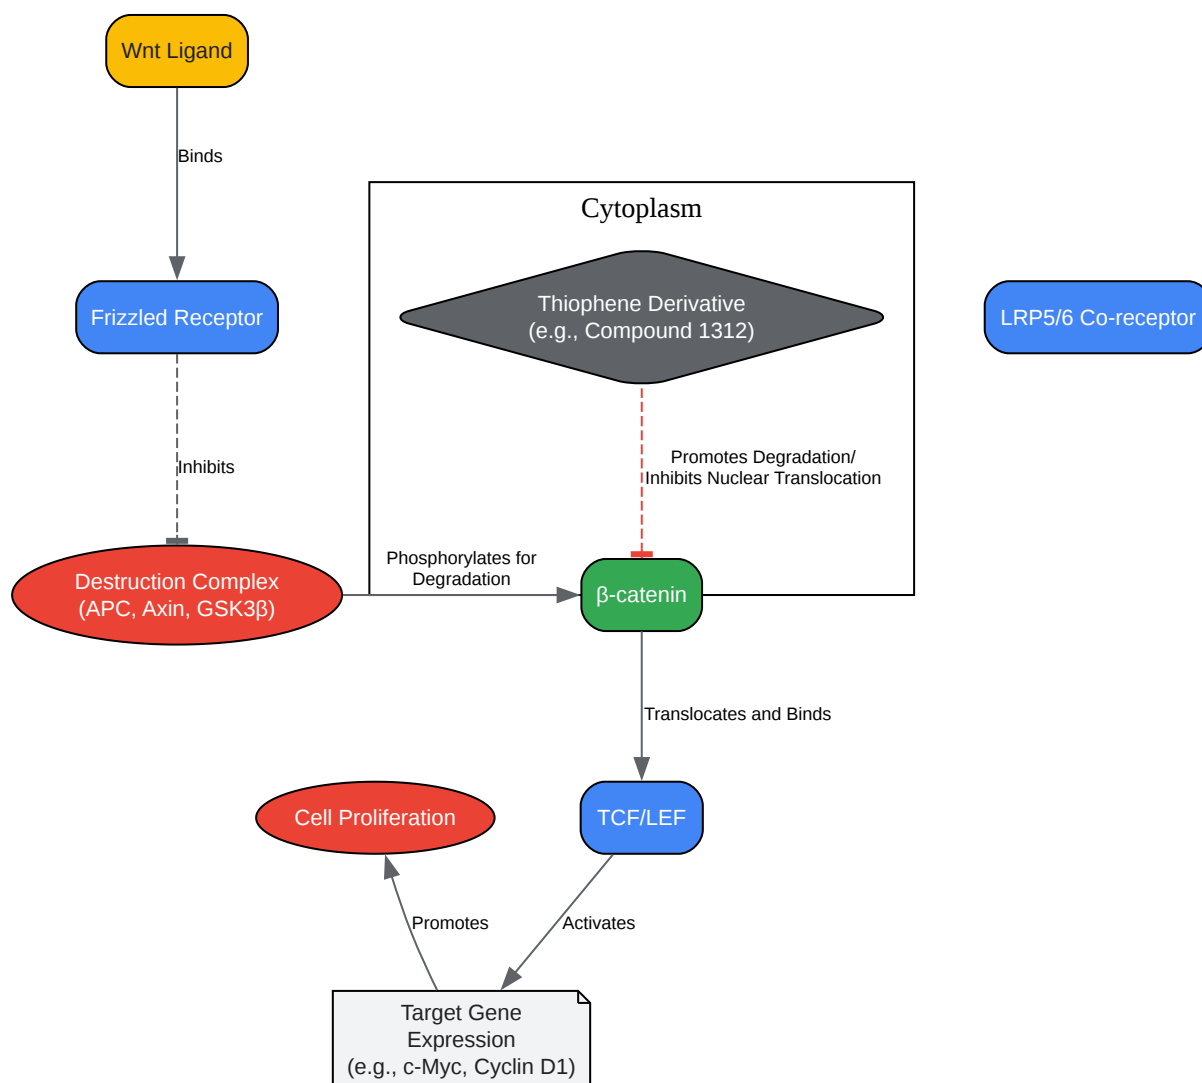 Wnt Ligand
Binds
Cytoplasm
Thiophene Derivative
(e.g., Compound 1312)
Frizzled Receptor
LRP5/6 Co-receptor
Inhibits
Promotes Degradation/
Inhibits Nuclear Translocation
Phosphorylates for
Degradation
Destruction Complex
(APC, Axin, GSK3β)
β-catenin
Translocates and Binds
Cell Proliferation
TCF/LEF
Promotes
Activates
Target Gene
Expression
(e.g., c-Myc, Cyclin D1)